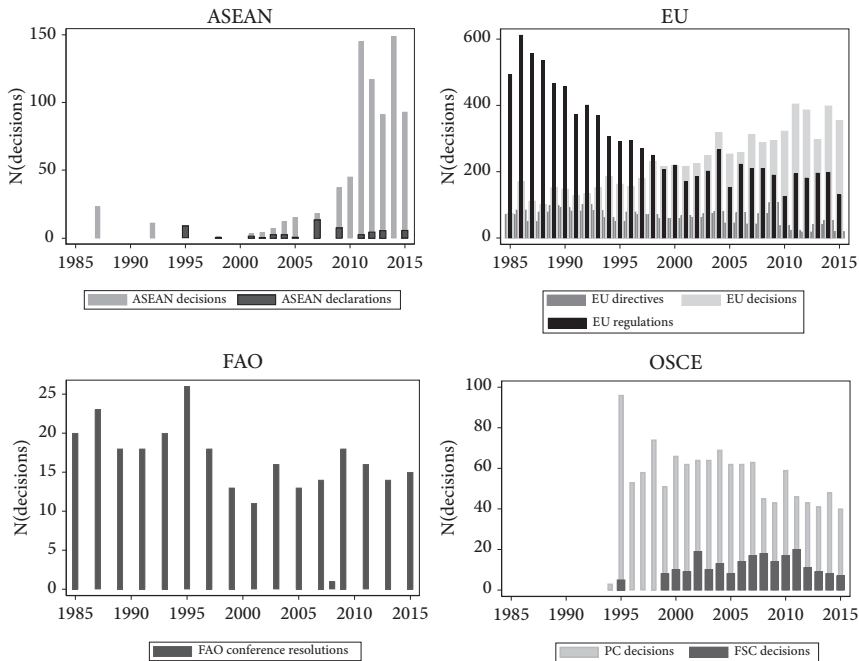 ASEAN
N(decisions)
150
100
50
0
1985 1990 1995 2000 2005 2010 2015
ASEAN decisions ASEAN declarations
EU
N(decisions)
600
400
200
0
1985 1990 1995 2000 2005 2010 2015
EU directives EU decisions
EU regulations
FAO
N(decisions)
25
20
15
10
5
0
1985 1990 1995 2000 2005 2010 2015
FAO conference resolutions
OSCE
N(decisions)
100
80
60
40
20
0
1985 1990 1995 2000 2005 2010 2015
PC decisions FSC decisions